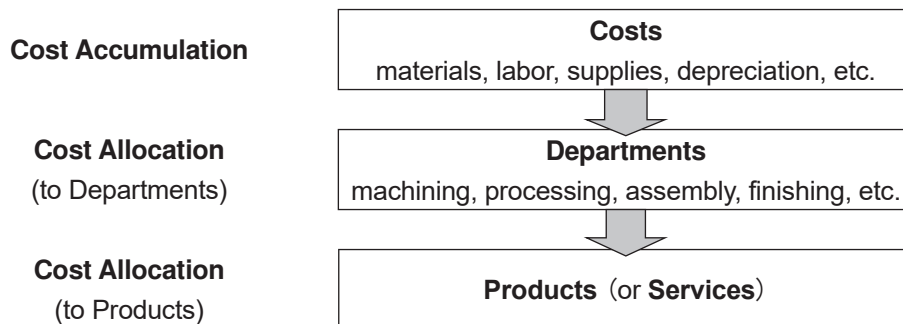 Cost Accumulation
Costs
materials, labor, supplies, depreciation, etc.
Cost Allocation
(to Departments)
Departments
machining, processing, assembly, finishing, etc.
Cost Allocation
(to Products)
Products（or Services）